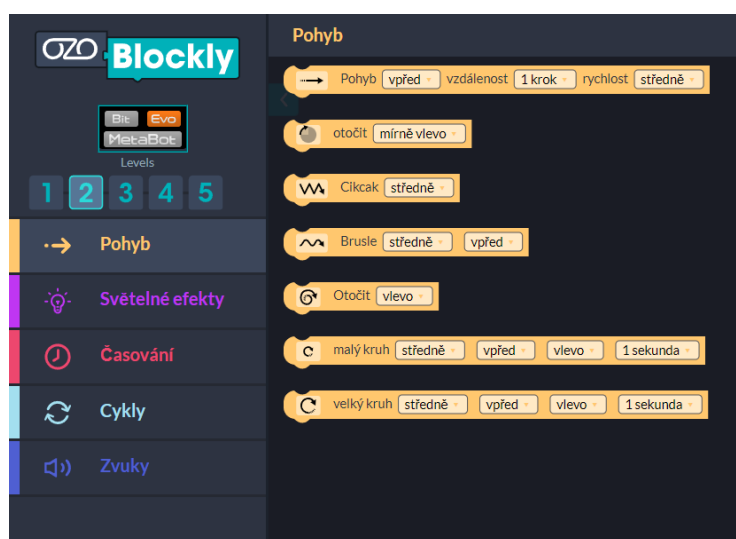 OZO Blockly
Bit Evo
MetaBot
Levels
1 2 3 4 5
Pohyb
Světelné efekty
Časování
Cykly
Zvuky
Pohyb
Pohyb vpřed vzdálenost 1 krok rychlost středně
otočit mírně vlevo
Cikcak středně
Brusle středně vpřed
Otočit vlevo
malý kruh středně vpřed vlevo 1 sekunda
velký kruh středně vpřed vlevo 1 sekunda